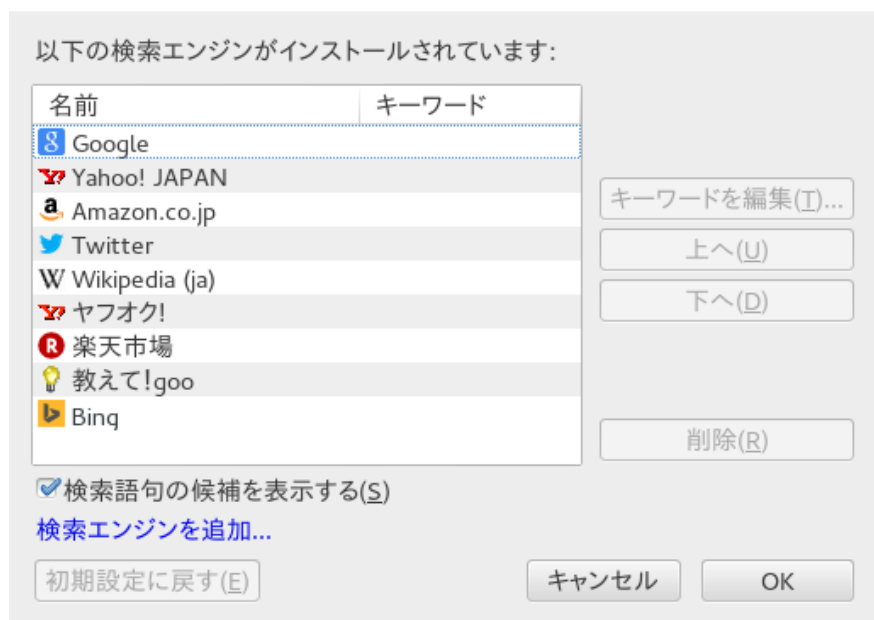 以下の検索エンジンがインストールされています:
名前 キーワード
Google
Yahoo! JAPAN
Amazon.co.jp
Twitter
Wikipedia (ja)
ヤフオク!
楽天市場
教えて!goo
Bing
キーワードを編集(T)...
上へ(U)
下へ(D)
削除(R)
検索語句の候補を表示する(S)
検索エンジンを追加...
初期設定に戻す(E) キャンセル OK